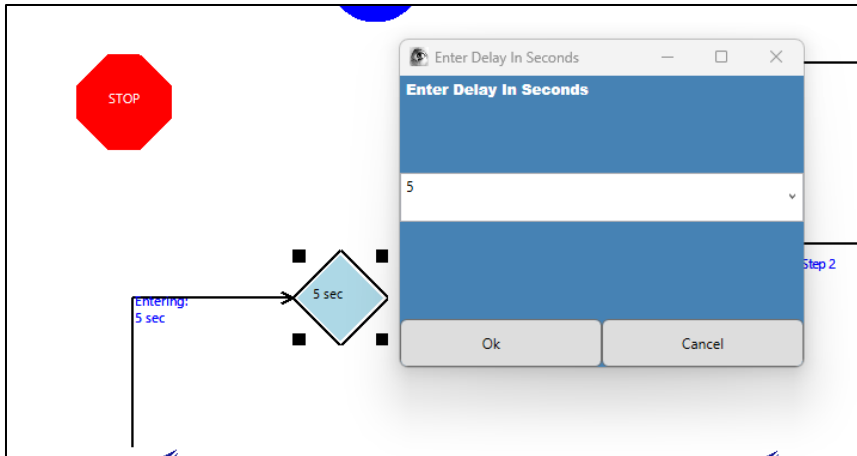 Enter Delay In Seconds
Enter Delay In Seconds
STOP
5
5 sec
Step 2
Entering:
5 sec
Ok
Cancel